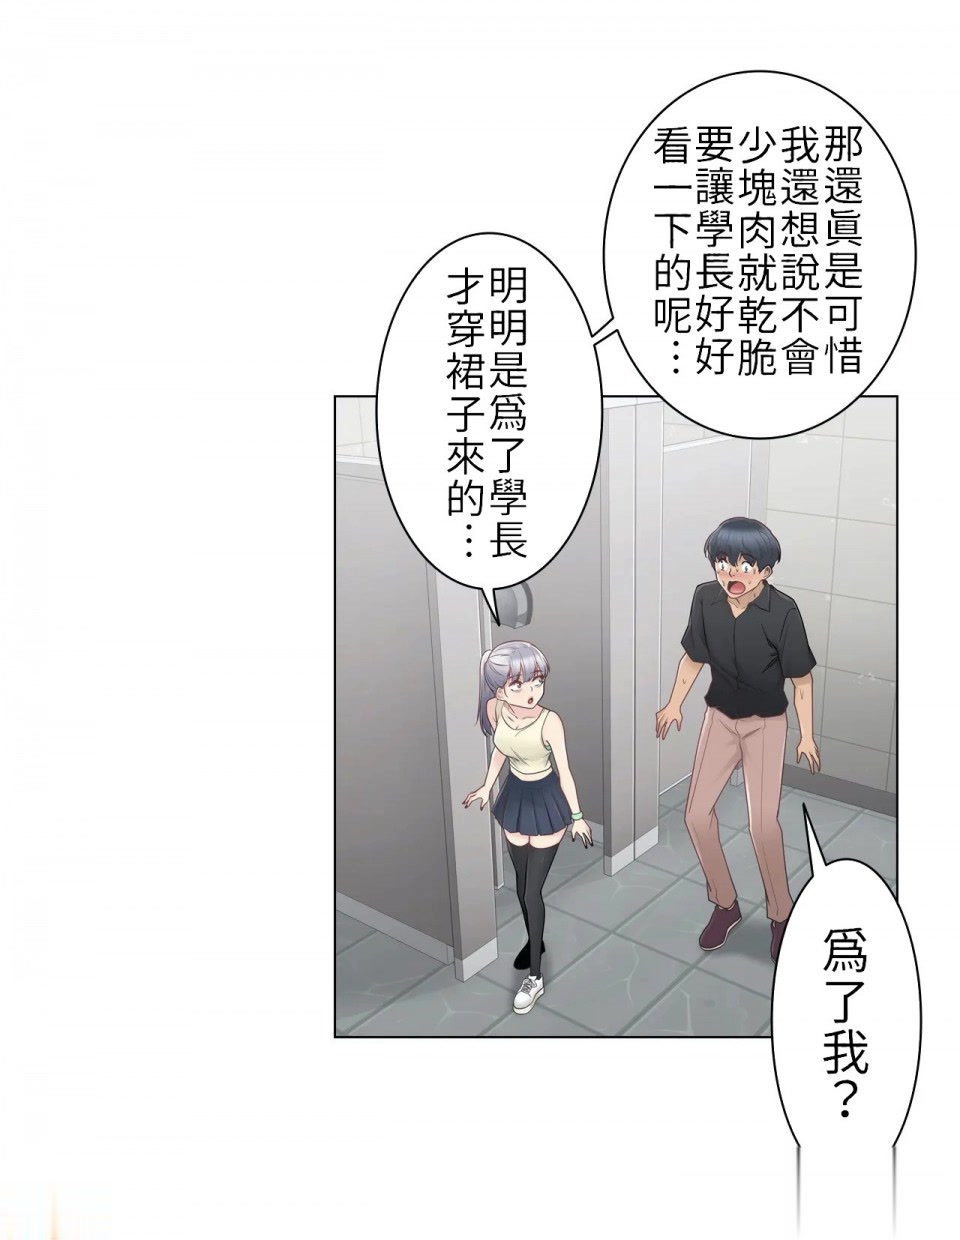 那還眞是可惜
我還想說不會
少塊肉就乾脆
要讓學長好好
看一下的呢…
明明是爲了學長
才穿裙子來的…
爲了我？